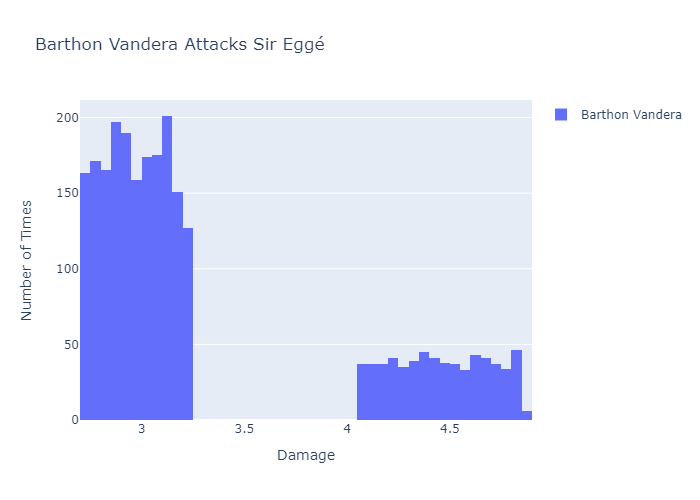 Barthon Vandera Attacks Sir Eggé
Barthon Vandera
200
150
100
50
0
3
3.5
4
4.5
Number of Times
Damage